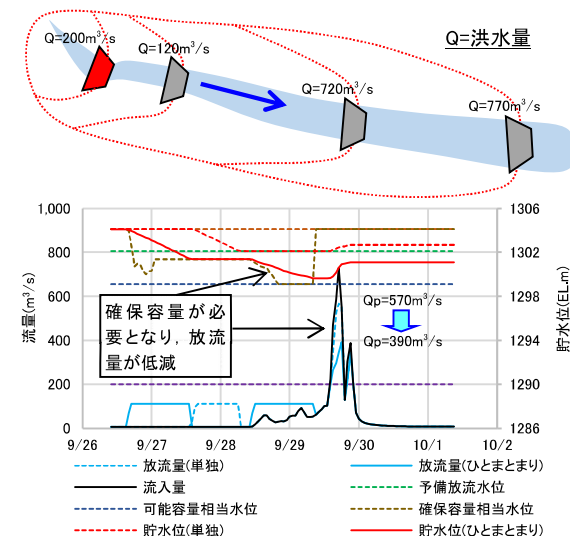 Q=200m³/s
Q=120m³/s
Q=洪水量
Q=720m³/s
Q=770m³/s
流量(m³/s)
1,000
800
600
400
200
0
貯水位(EL.m)
1306
1302
1298
1294
1290
1286
確保容量が必
要となり，放流
量が低減
Qp=570m³/s
Qp=390m³/s
9/26 9/27 9/28 9/29 9/30 10/1 10/2
放流量(単独) 放流量(ひとまとまり)
流入量 予備放流水位
可能容量相当水位 確保容量相当水位
貯水位(単独) 貯水位(ひとまとまり)